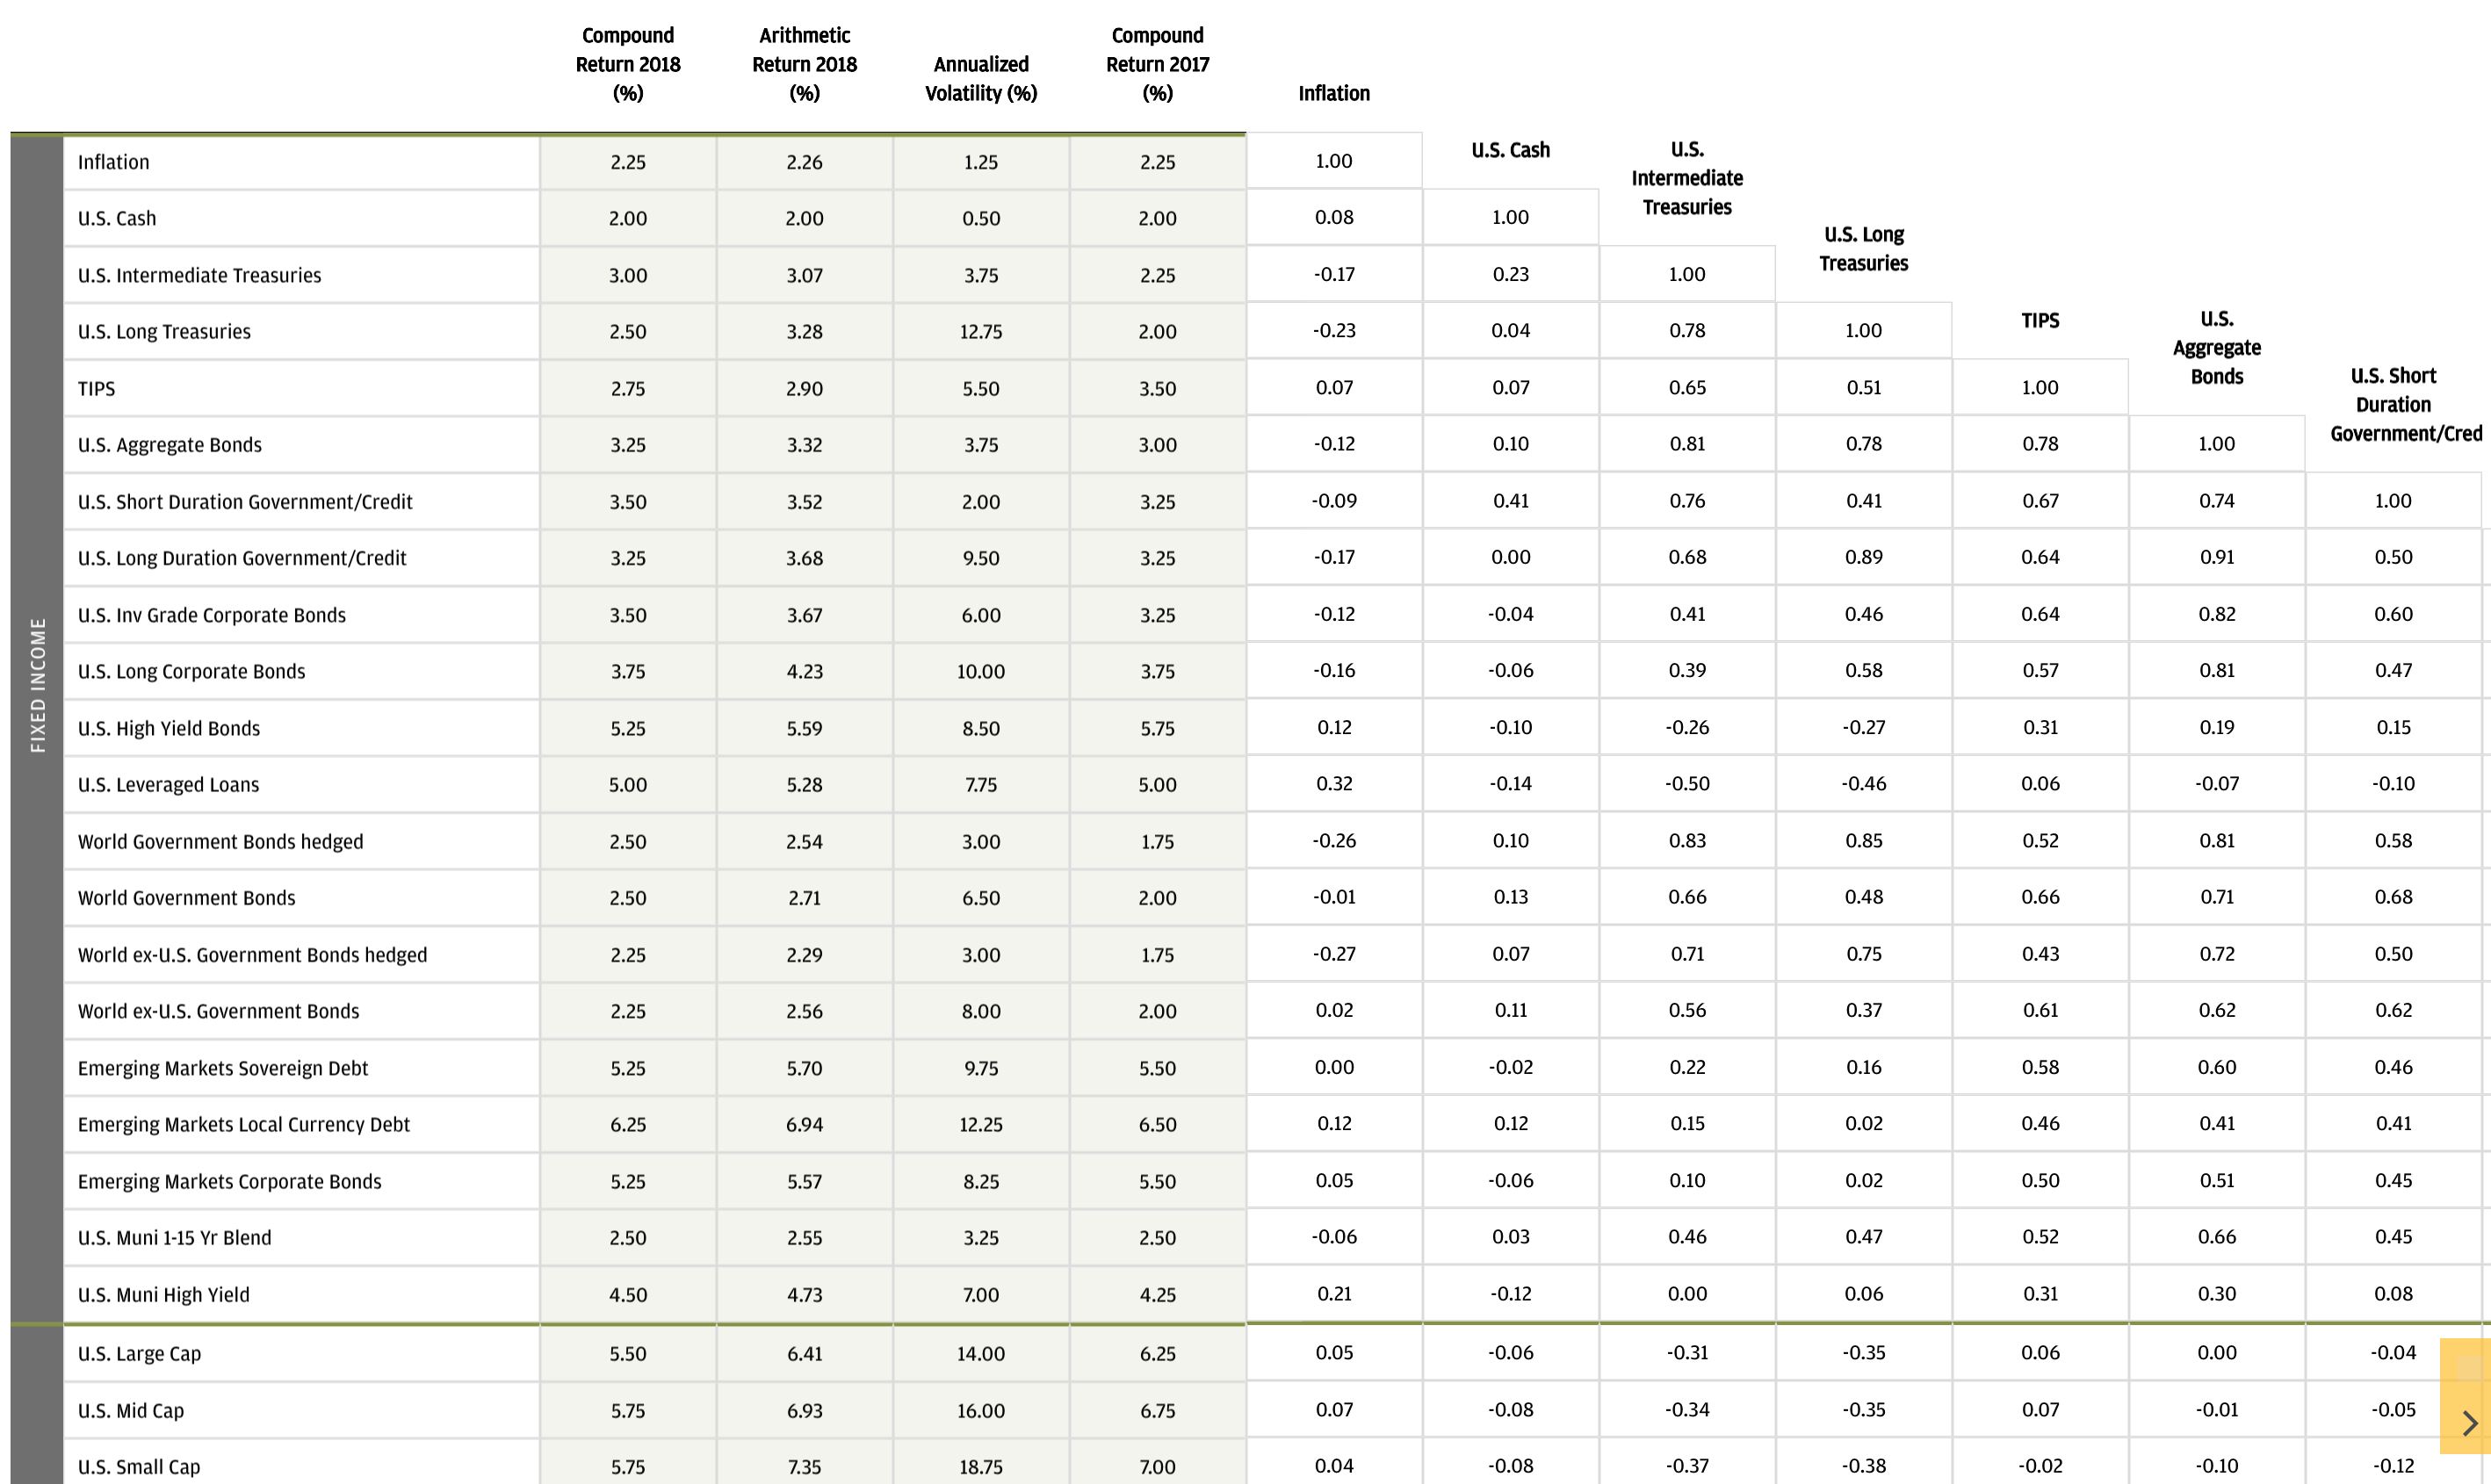 Compound Return 2018 (%) Arithmetic Return 2018 (%) Annualized Volatility (%) Compound Return 2017 (%) Inflation
U.S. Cash
U.S. Intermediate Treasuries
U.S. Long Treasuries
TIPS
U.S. Aggregate Bonds
U.S. Short Duration Government/Cred
FIXED INCOME
Inflation 2.25 2.26 1.25 2.25 1.00
U.S. Cash 2.00 2.00 0.50 2.00 0.08 1.00
U.S. Intermediate Treasuries 3.00 3.07 3.75 2.25 -0.17 0.23 1.00
U.S. Long Treasuries 2.50 3.28 12.75 2.00 -0.23 0.04 0.78 1.00
TIPS 2.75 2.90 5.50 3.50 0.07 0.07 0.65 0.51 1.00
U.S. Aggregate Bonds 3.25 3.32 3.75 3.00 -0.12 0.10 0.81 0.78 0.78 1.00
U.S. Short Duration Government/Credit 3.50 3.52 2.00 3.25 -0.09 0.41 0.76 0.41 0.67 0.74 1.00
U.S. Long Duration Government/Credit 3.25 3.68 9.50 3.25 -0.17 0.00 0.68 0.89 0.64 0.91 0.50
U.S. Inv Grade Corporate Bonds 3.50 3.67 6.00 3.25 -0.12 -0.04 0.41 0.46 0.64 0.82 0.60
U.S. Long Corporate Bonds 3.75 4.23 10.00 3.75 -0.16 -0.06 0.39 0.58 0.57 0.81 0.47
U.S. High Yield Bonds 5.25 5.59 8.50 5.75 0.12 -0.10 -0.26 -0.27 0.31 0.19 0.15
U.S. Leveraged Loans 5.00 5.28 7.75 5.00 0.32 -0.14 -0.50 -0.46 0.06 -0.07 -0.10
World Government Bonds hedged 2.50 2.54 3.00 1.75 -0.26 0.10 0.83 0.85 0.52 0.81 0.58
World Government Bonds 2.50 2.71 6.50 2.00 -0.01 0.13 0.66 0.48 0.66 0.71 0.68
World ex-U.S. Government Bonds hedged 2.25 2.29 3.00 1.75 -0.27 0.07 0.71 0.75 0.43 0.72 0.50
World ex-U.S. Government Bonds 2.25 2.56 8.00 2.00 0.02 0.11 0.56 0.37 0.61 0.62 0.62
Emerging Markets Sovereign Debt 5.25 5.70 9.75 5.50 0.00 -0.02 0.22 0.16 0.58 0.60 0.46
Emerging Markets Local Currency Debt 6.25 6.94 12.25 6.50 0.12 0.12 0.15 0.02 0.46 0.41 0.41
Emerging Markets Corporate Bonds 5.25 5.57 8.25 5.50 0.05 -0.06 0.10 0.02 0.50 0.51 0.45
U.S. Muni 1-15 Yr Blend 2.50 2.55 3.25 2.50 -0.06 0.03 0.46 0.47 0.52 0.66 0.45
U.S. Muni High Yield 4.50 4.73 7.00 4.25 0.21 -0.12 0.00 0.06 0.31 0.30 0.08
U.S. Large Cap 5.50 6.41 14.00 6.25 0.05 -0.06 -0.31 -0.35 0.06 0.00 -0.04
U.S. Mid Cap 5.75 6.93 16.00 6.75 0.07 -0.08 -0.34 -0.35 0.07 -0.01 -0.05
U.S. Small Cap 5.75 7.35 18.75 7.00 0.04 -0.08 -0.37 -0.38 -0.02 -0.10 -0.12